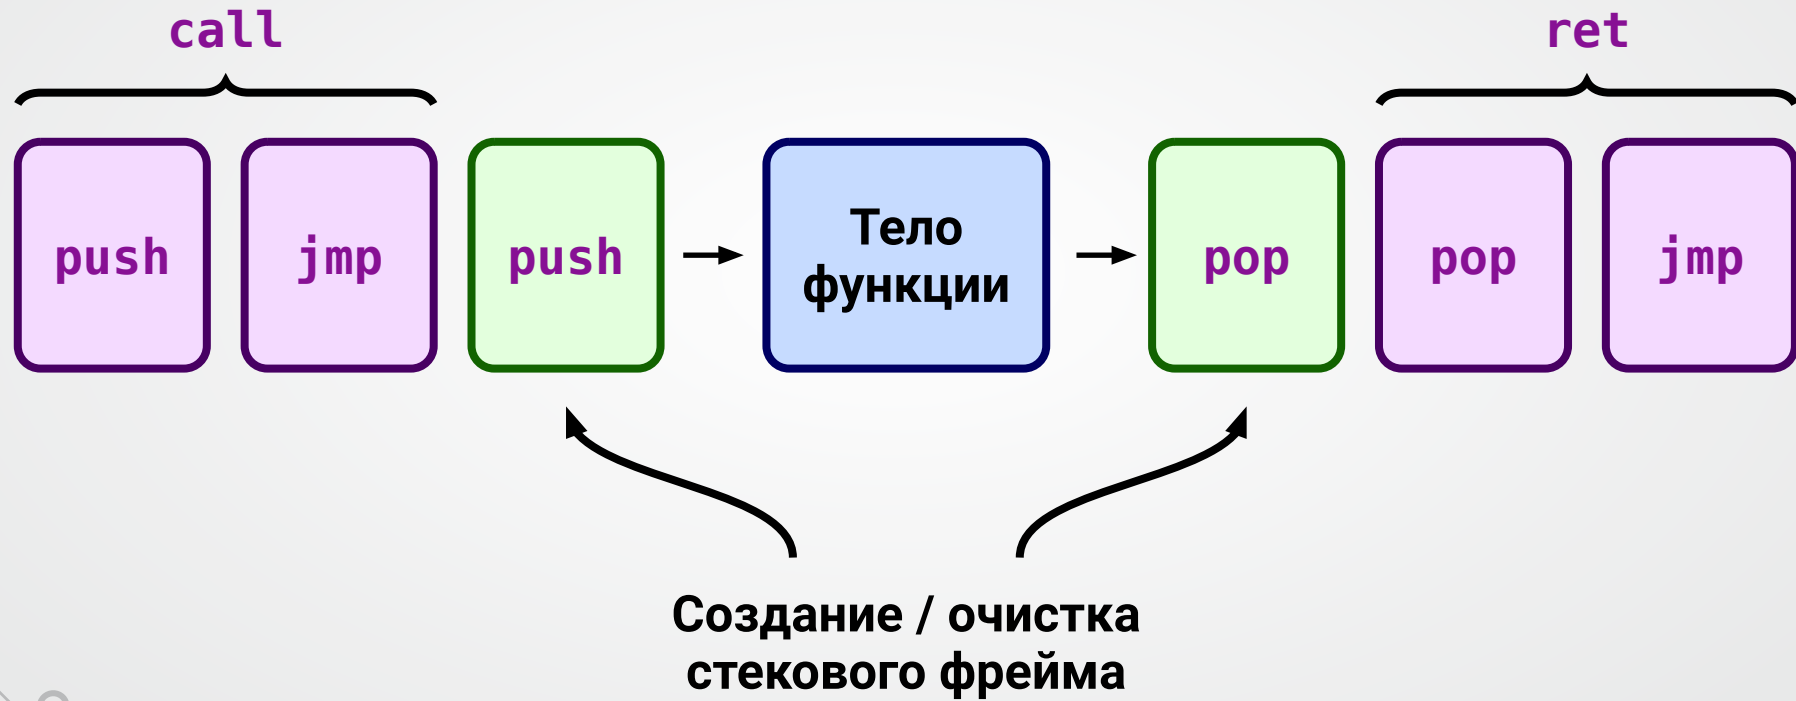 call
ret
push
jmp
push
Тело
функции
pop
pop
jmp
Создание / очистка
стекового фрейма